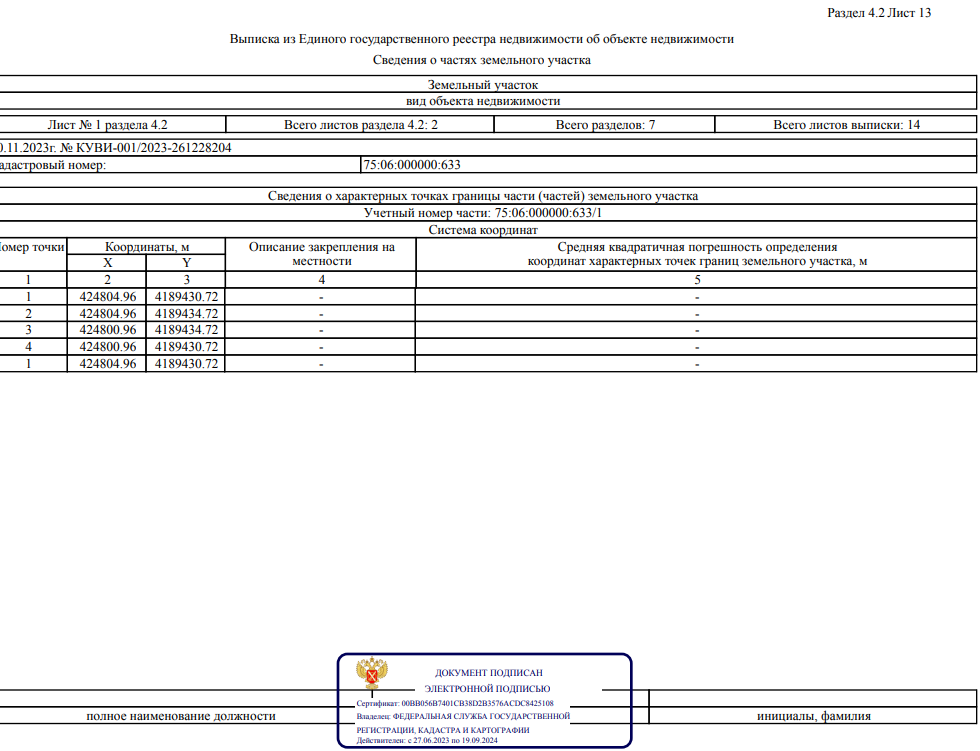 Раздел 4.2 Лист 13
Выписка из Единого государственного реестра недвижимости об объекте недвижимости
Сведения о частях земельного участка
Земельный участок
вид объекта недвижимости
Лист № 1 раздела 4.2 Всего листов раздела 4.2: 2 Всего разделов: 7 Всего листов выписки: 14
0.11.2023г. № КУВИ-001/2023-261228204
адастровый номер: 75:06:000000:633
Сведения о характерных точках границы части (частей) земельного участка
Учетный номер части: 75:06:000000:633/1
Система координат
Номер точки Координаты, м Описание закрепления на местности Средняя квадратичная погрешность определения координат характерных точек границ земельного участка, м
X Y
1 2 3 4 5
1 424804.96 4189430.72 - -
2 424804.96 4189434.72 - -
3 424800.96 4189434.72 - -
4 424800.96 4189430.72 - -
1 424804.96 4189430.72 - -
ДОКУМЕНТ ПОДПИСАН
ЭЛЕКТРОННОЙ ПОДПИСЬЮ
Сертификат: 00BB056B7401CB38D2B3576ACDC8425108
Владелец: ФЕДЕРАЛЬНАЯ СЛУЖБА ГОСУДАРСТВЕННОЙ
РЕГИСТРАЦИИ, КАДАСТРА И КАРТОГРАФИИ
Действителен: с 27.06.2023 по 19.09.2024
полное наименование должности инициалы, фамилия